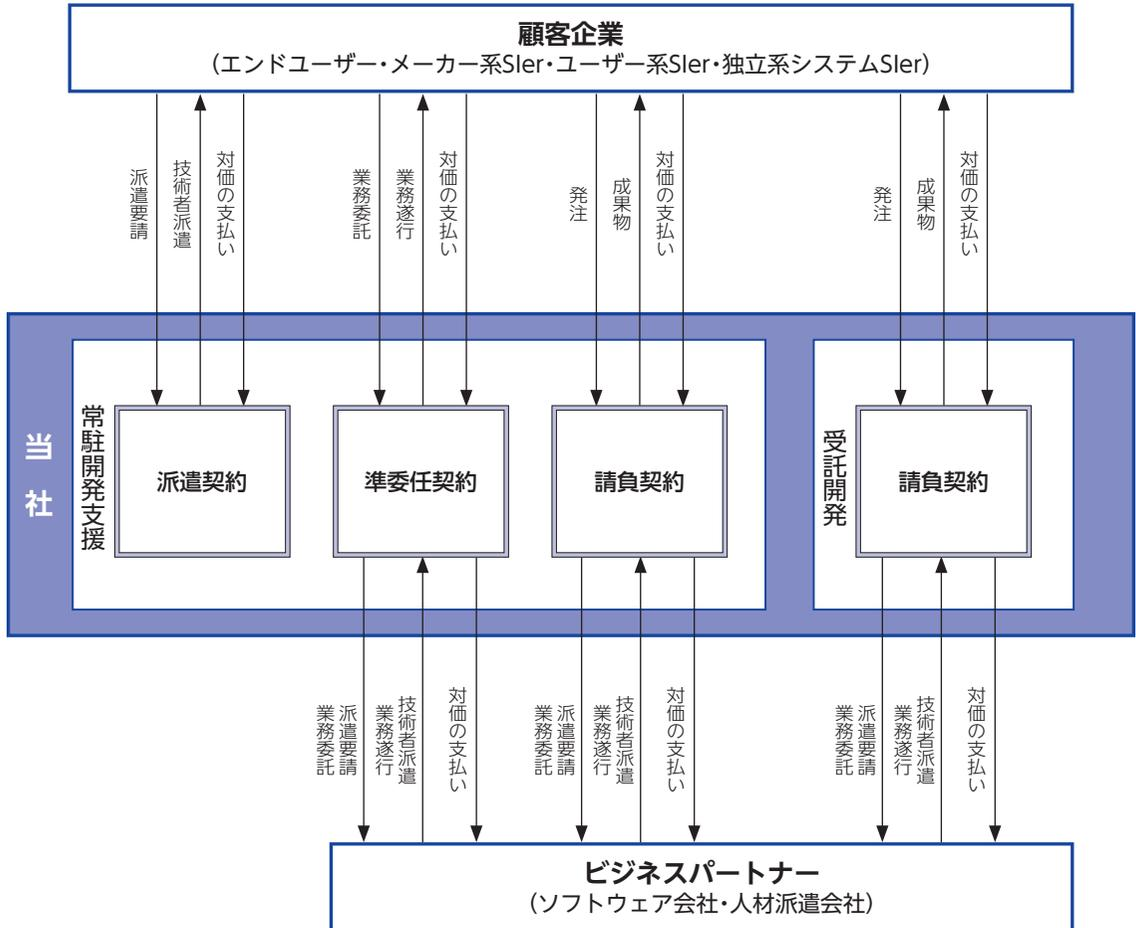 顧客企業
（エンドユーザー・メーカー系SIer・ユーザー系SIer・独立系システムSIer）
派遣要請
技術者派遣
対価の支払い
業務委託
業務遂行
対価の支払い
発注
成果物
対価の支払い
発注
成果物
対価の支払い
当社
常駐開発支援
派遣契約
準委任契約
請負契約
受託開発
請負契約
派遣要請
業務委託
技術者派遣
業務遂行
対価の支払い
派遣要請
業務委託
技術者派遣
業務遂行
対価の支払い
派遣要請
業務委託
技術者派遣
業務遂行
対価の支払い
ビジネスパートナー
（ソフトウェア会社・人材派遣会社）